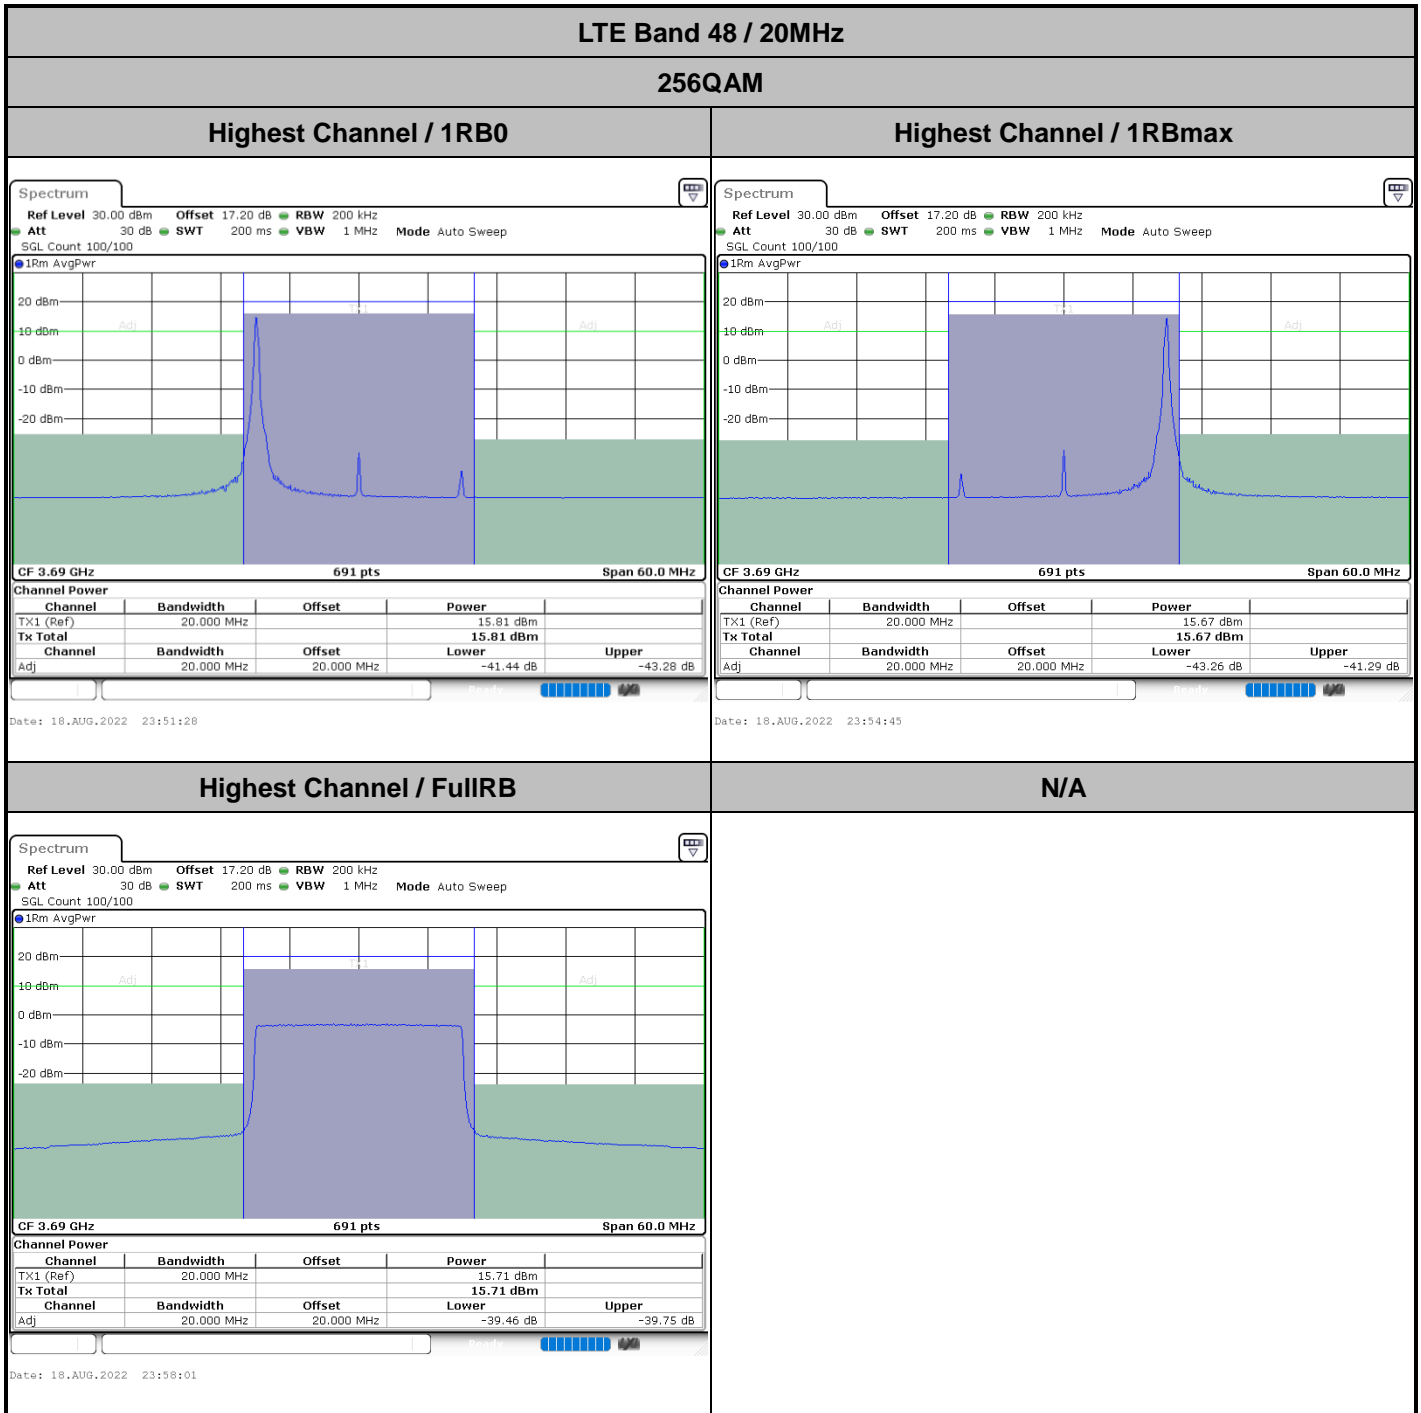 LTE Band 48 / 20MHz
256QAM
Highest Channel / 1RB0
Highest Channel / 1RBmax
Spectrum
Ref Level 30.00 dBm Offset 17.20 dB RBW 200 kHz
Att 30 dB SWT 200 ms VBW 1 MHz Mode Auto Sweep
SGL Count 100/100
1Rm AvgPwr
TX1
20 dBm
Adj
Adj
10 dBm
0 dBm
-10 dBm
-20 dBm
CF 3.69 GHz 691 pts Span 60.0 MHz
Channel Power
Channel Bandwidth Offset Power
TX1 (Ref) 20.000 MHz 15.81 dBm
Tx Total 15.81 dBm
Channel Bandwidth Offset Lower Upper
Adj 20.000 MHz 20.000 MHz -41.44 dB -43.28 dB
Ready
Date: 18.AUG.2022 23:51:28
Spectrum
Ref Level 30.00 dBm Offset 17.20 dB RBW 200 kHz
Att 30 dB SWT 200 ms VBW 1 MHz Mode Auto Sweep
SGL Count 100/100
1Rm AvgPwr
TX1
20 dBm
Adj
Adj
10 dBm
0 dBm
-10 dBm
-20 dBm
CF 3.69 GHz 691 pts Span 60.0 MHz
Channel Power
Channel Bandwidth Offset Power
TX1 (Ref) 20.000 MHz 15.67 dBm
Tx Total 15.67 dBm
Channel Bandwidth Offset Lower Upper
Adj 20.000 MHz 20.000 MHz -43.26 dB -41.29 dB
Ready
Date: 18.AUG.2022 23:54:45
Highest Channel / FullRB
N/A
Spectrum
Ref Level 30.00 dBm Offset 17.20 dB RBW 200 kHz
Att 30 dB SWT 200 ms VBW 1 MHz Mode Auto Sweep
SGL Count 100/100
1Rm AvgPwr
TX1
20 dBm
Adj
Adj
10 dBm
0 dBm
-10 dBm
-20 dBm
CF 3.69 GHz 691 pts Span 60.0 MHz
Channel Power
Channel Bandwidth Offset Power
TX1 (Ref) 20.000 MHz 15.71 dBm
Tx Total 15.71 dBm
Channel Bandwidth Offset Lower Upper
Adj 20.000 MHz 20.000 MHz -39.46 dB -39.75 dB
Ready
Date: 18.AUG.2022 23:58:01